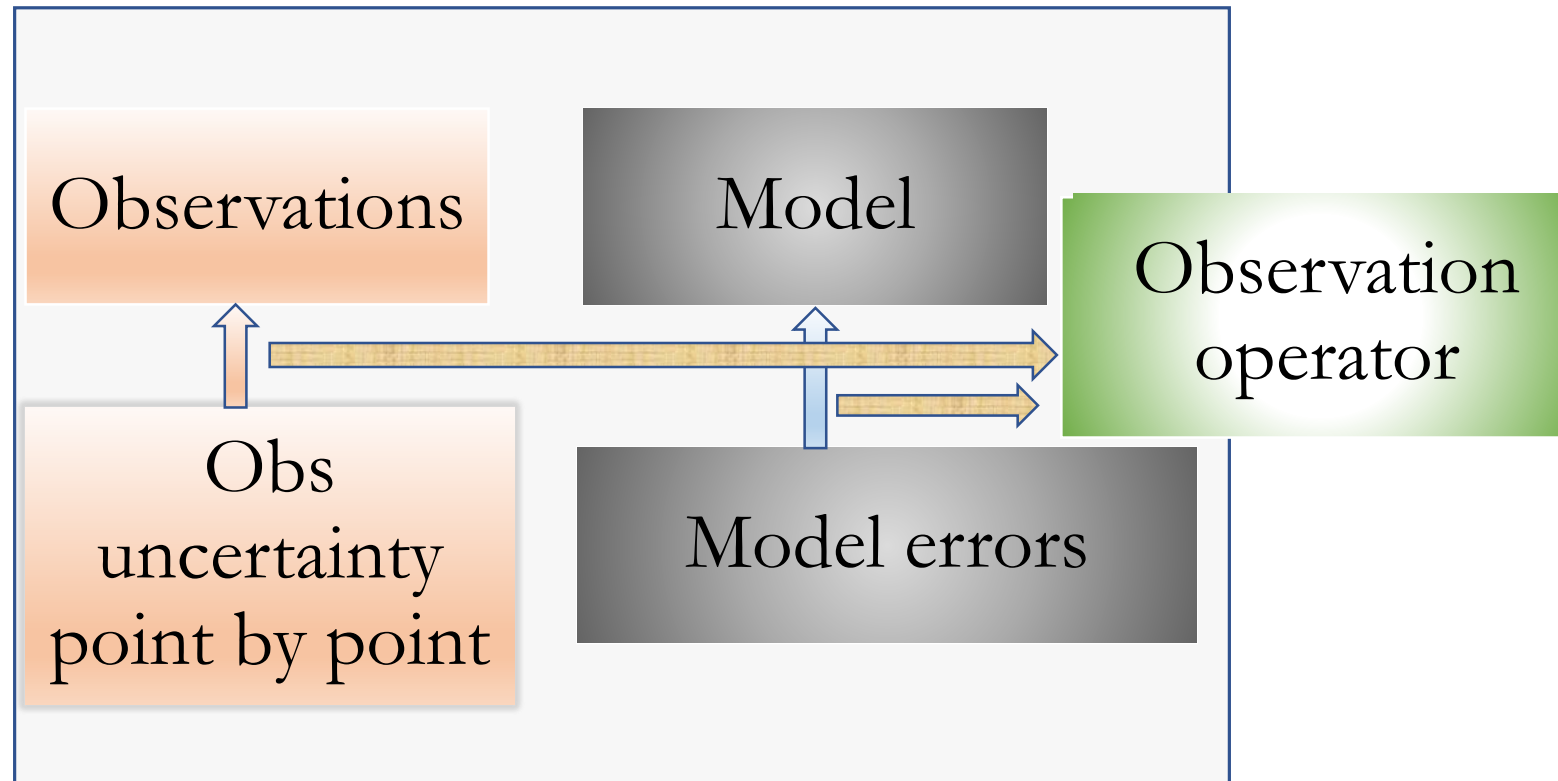 Observations
Model
Observation
operator
Obs
uncertainty
point by point
Model errors